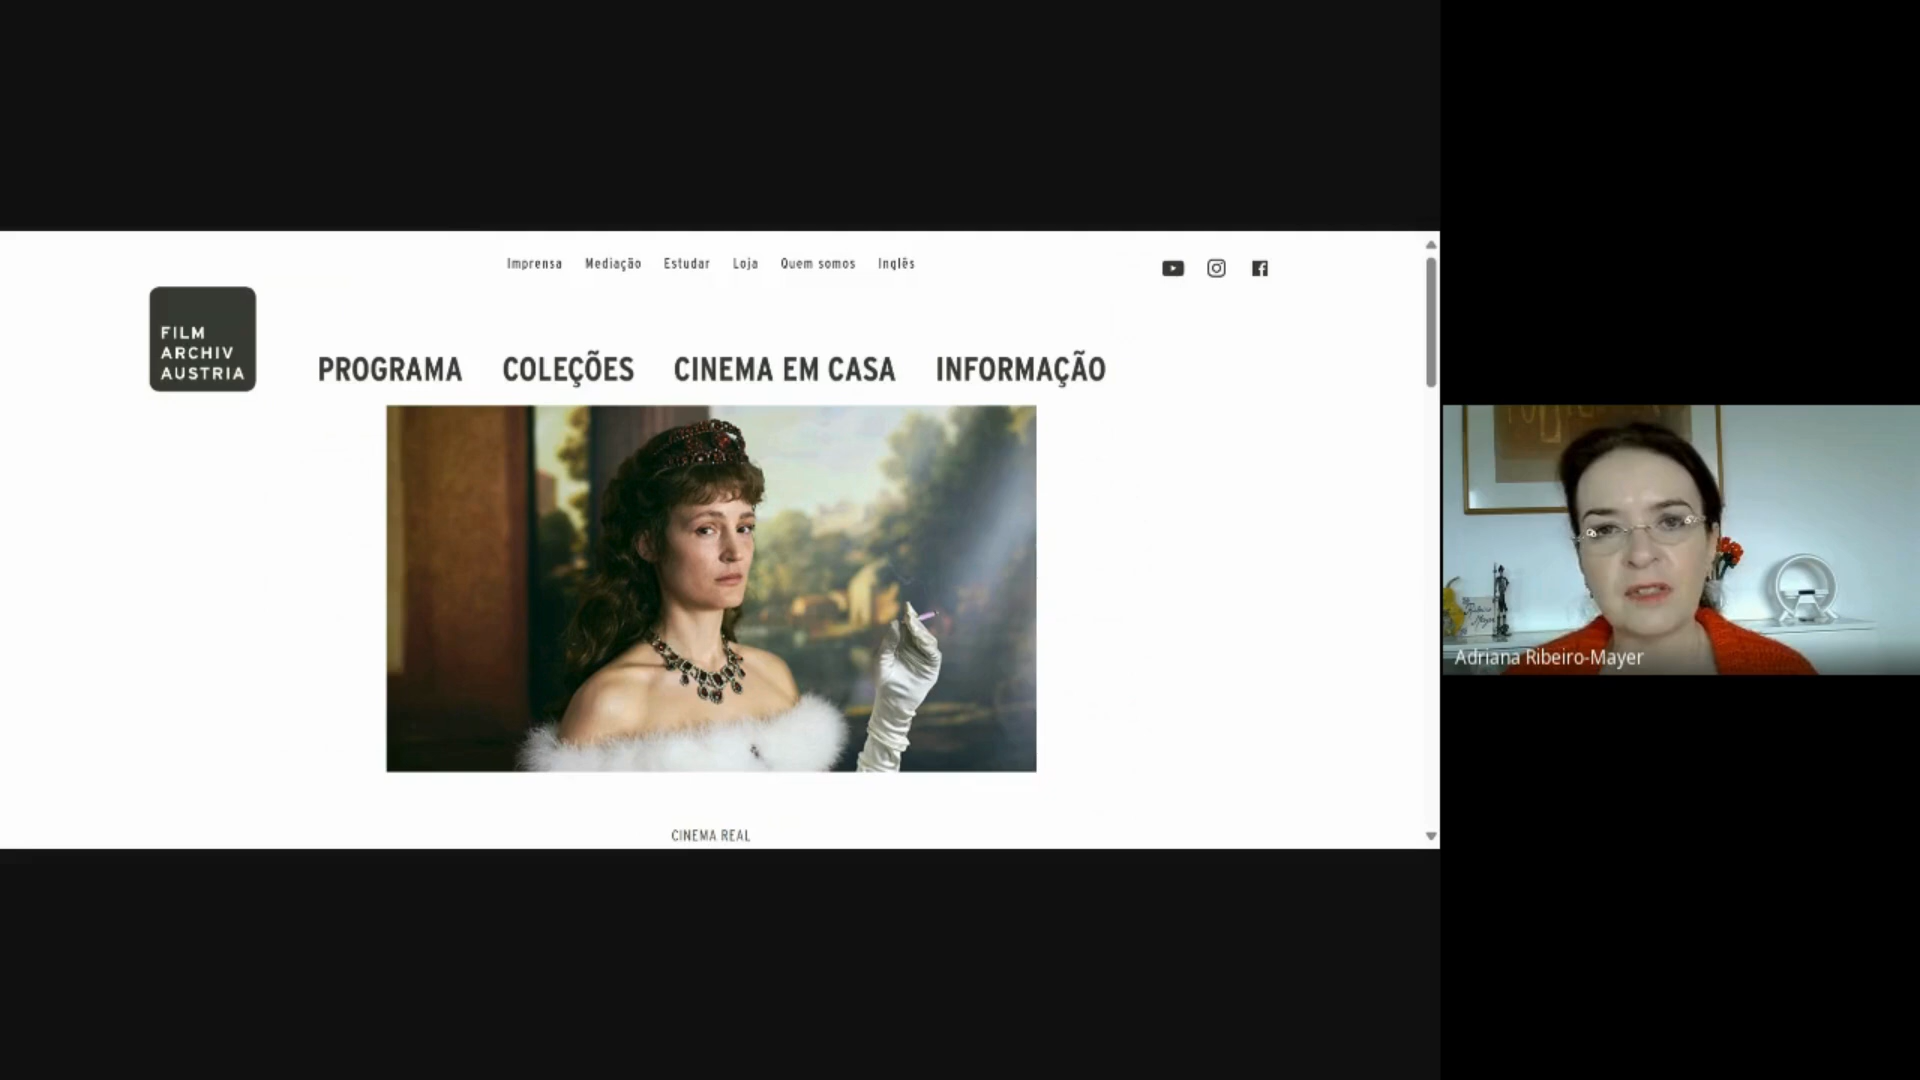 Imprensa Mediação Estudar Loja Quem somos Inglês
FILM
ARCHIV
AUSTRIA
PROGRAMA COLEÇÕES CINEMA EM CASA INFORMAÇÃO
CINEMA REAL
Adriana Ribeiro-Mayer